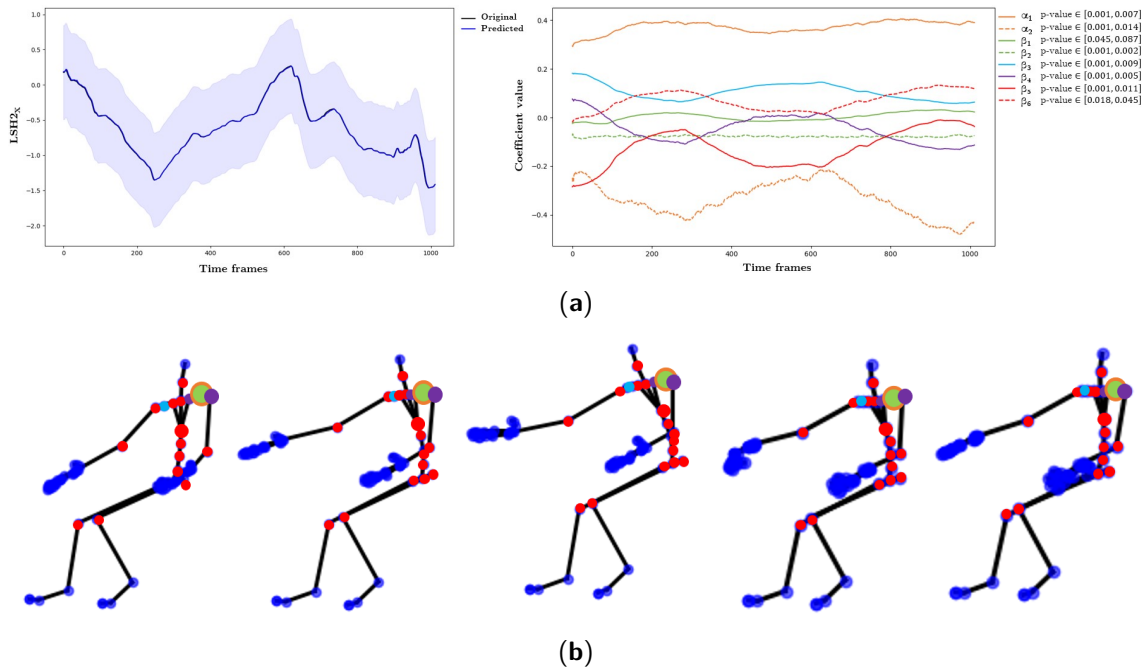 Original
Predicted
LSH2_X
1.0
0.5
0.0
−0.5
−1.0
−1.5
−2.0
0
200
400
600
800
1000
Time frames
Coefficient value
0.4
0.2
0.0
−0.2
−0.4
0
200
400
600
800
1000
Time frames
α₁ p-value ∈ [0.001, 0.007]
α₂ p-value ∈ [0.001, 0.014]
β₁ p-value ∈ [0.045, 0.087]
β₂ p-value ∈ [0.001, 0.002]
β₃ p-value ∈ [0.001, 0.009]
β₄ p-value ∈ [0.001, 0.005]
β₅ p-value ∈ [0.001, 0.011]
β₆ p-value ∈ [0.018, 0.045]
(a)
(b)